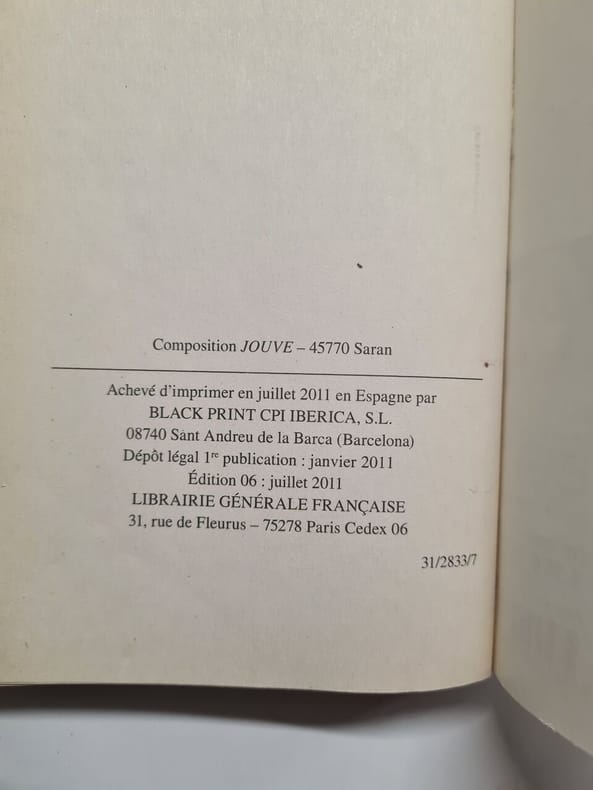 Composition JOUVE – 45770 Saran
Achevé d'imprimer en juillet 2011 en Espagne par
BLACK PRINT CPI IBERICA, S.L.
08740 Sant Andreu de la Barca (Barcelona)
Dépôt légal 1re publication : janvier 2011
Édition 06 : juillet 2011
LIBRAIRIE GÉNÉRALE FRANÇAISE
31, rue de Fleurus – 75278 Paris Cedex 06
31/2833/7